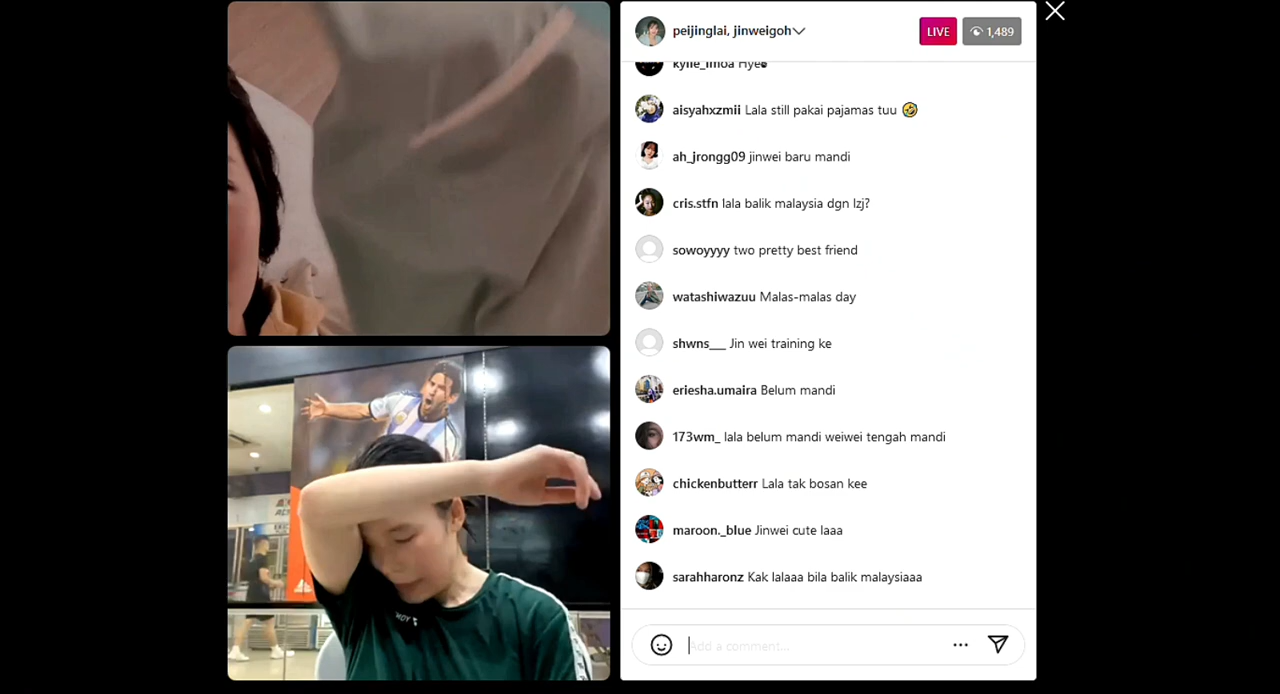 peijinglai, jinweigoh
LIVE
1,489
kylie_imoa Hye
aisyahxzmii Lala still pakai pajamas tuu 🤣
ah_jrongg09 jinwei baru mandi
cris.stfn lala balik malaysia dgn lzj?
sowoyyyy two pretty best friend
watashiwazuu Malas-malas day
shwns___ Jin wei training ke
eriesha.umaira Belum mandi
173wm_ lala belum mandi weiwei tengah mandi
chickenbutterr Lala tak bosan kee
maroon._blue Jinwei cute laaa
sarahharonz Kak lalaaa bila balik malaysiaaa
Add a comment...